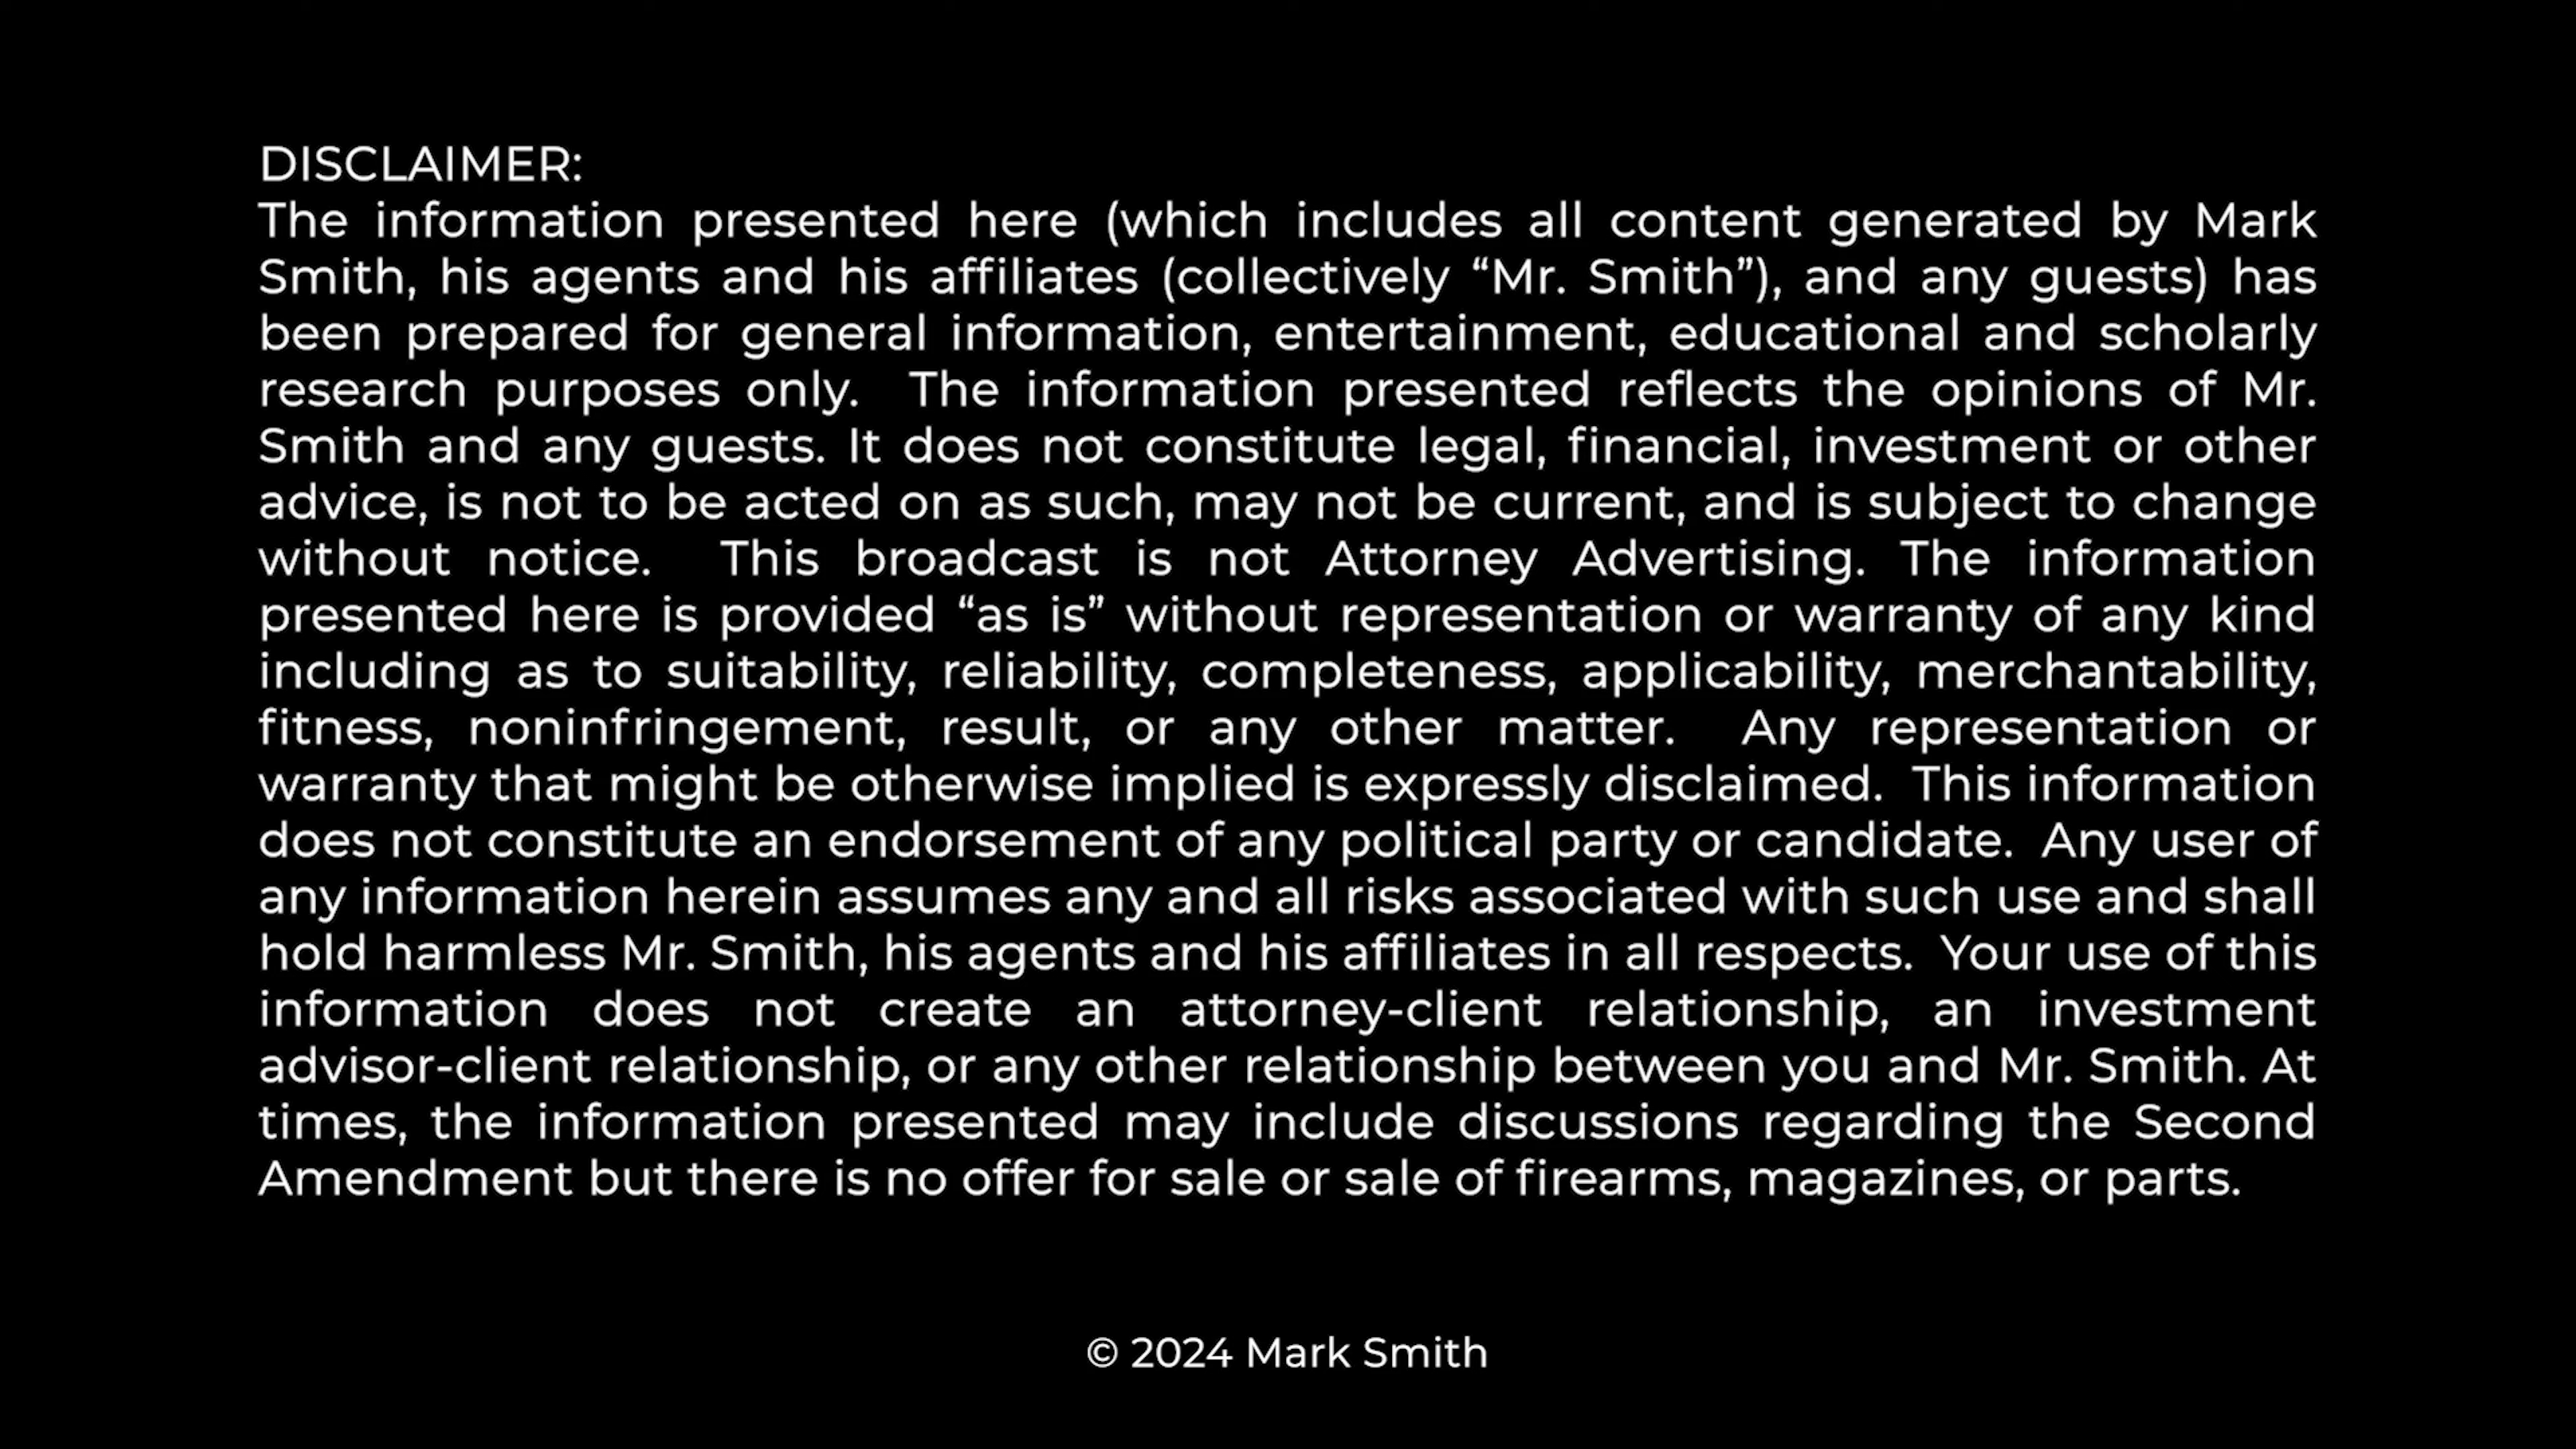 DISCLAIMER:
The information presented here (which includes all content generated by Mark
Smith, his agents and his affiliates (collectively “Mr. Smith”), and any guests) has
been prepared for general information, entertainment, educational and scholarly
research purposes only.  The information presented reflects the opinions of Mr.
Smith and any guests. It does not constitute legal, financial, investment or other
advice, is not to be acted on as such, may not be current, and is subject to change
without notice.  This broadcast is not Attorney Advertising. The information
presented here is provided “as is” without representation or warranty of any kind
including as to suitability, reliability, completeness, applicability, merchantability,
fitness, noninfringement, result, or any other matter.  Any representation or
warranty that might be otherwise implied is expressly disclaimed.  This information
does not constitute an endorsement of any political party or candidate.  Any user of
any information herein assumes any and all risks associated with such use and shall
hold harmless Mr. Smith, his agents and his affiliates in all respects.  Your use of this
information does not create an attorney-client relationship, an investment
advisor-client relationship, or any other relationship between you and Mr. Smith. At
times, the information presented may include discussions regarding the Second
Amendment but there is no offer for sale or sale of firearms, magazines, or parts.
© 2024 Mark Smith